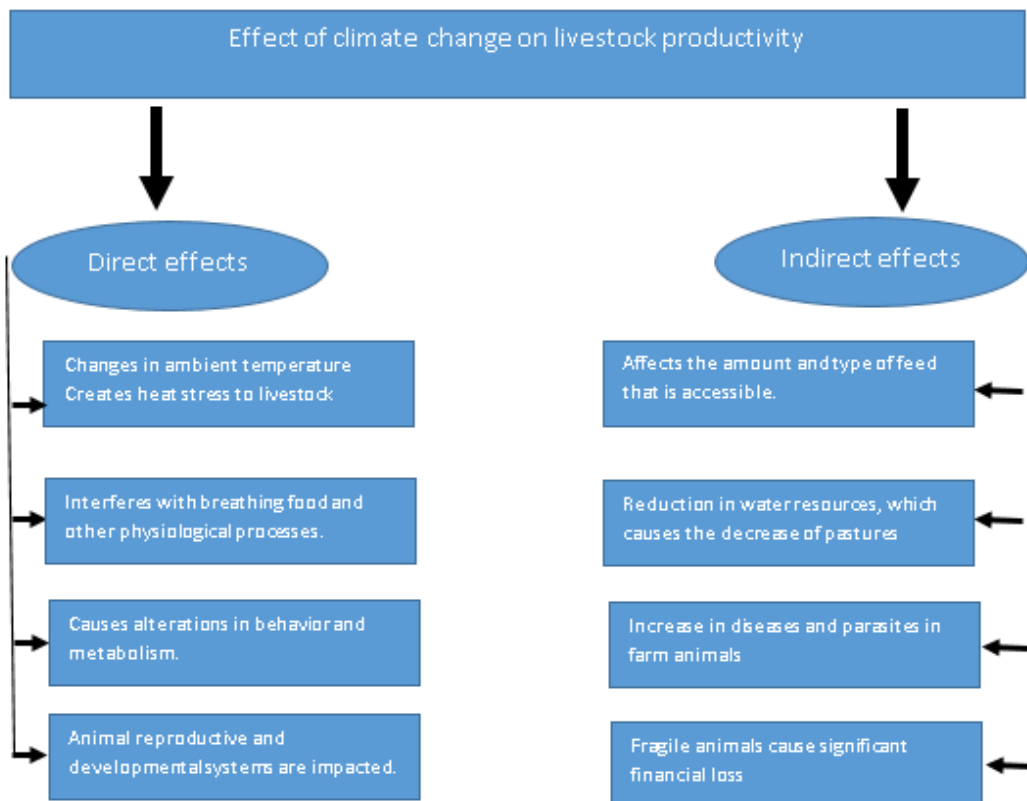 Effect of climate change on livestock productivity
Direct effects
Changes in ambient temperature
Creates heat stress to livestock
Interferes with breathing food and
other physiological processes.
Causes alterations in behavior and
metabolism.
Animal reproductive and
developmental systems are impacted.
Indirect effects
Affects the amount and type of feed
that is accessible.
Reduction in water resources, which
causes the decrease of pastures
Increase in diseases and parasites in
farm animals
Fragile animals cause significant
financial loss